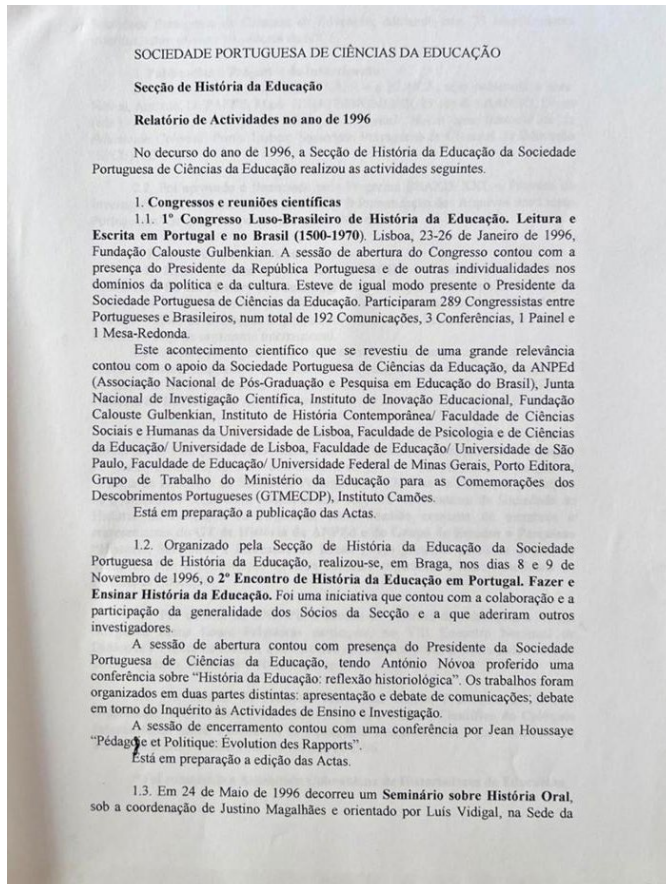 SOCIEDADE PORTUGUESA DE CIÊNCIAS DA EDUCAÇÃO
Secção de História da Educação
Relatório de Actividades no ano de 1996
No decurso do ano de 1996, a Secção de História da Educação da Sociedade
Portuguesa de Ciências da Educação realizou as actividades seguintes.
1. Congressos e reuniões científicas
1.1. 1º Congresso Luso-Brasileiro de História da Educação. Leitura e
Escrita em Portugal e no Brasil (1500-1970). Lisboa, 23-26 de Janeiro de 1996,
Fundação Calouste Gulbenkian. A sessão de abertura do Congresso contou com a
presença do Presidente da República Portuguesa e de outras individualidades nos
domínios da política e da cultura. Esteve de igual modo presente o Presidente da
Sociedade Portuguesa de Ciências da Educação. Participaram 289 Congressistas entre
Portugueses e Brasileiros, num total de 192 Comunicações, 3 Conferências, 1 Painel e
1 Mesa-Redonda.
Este acontecimento científico que se revestiu de uma grande relevância
contou com o apoio da Sociedade Portuguesa de Ciências da Educação, da ANPEd
(Associação Nacional de Pós-Graduação e Pesquisa em Educação do Brasil), Junta
Nacional de Investigação Científica, Instituto de Inovação Educacional, Fundação
Calouste Gulbenkian, Instituto de História Contemporânea/ Faculdade de Ciências
Sociais e Humanas da Universidade de Lisboa, Faculdade de Psicologia e de Ciências
da Educação/ Universidade de Lisboa, Faculdade de Educação/ Universidade de São
Paulo, Faculdade de Educação/ Universidade Federal de Minas Gerais, Porto Editora,
Grupo de Trabalho do Ministério da Educação para as Comemorações dos
Descobrimentos Portugueses (GTMECDP), Instituto Camões.
Está em preparação a publicação das Actas.
1.2. Organizado pela Secção de História da Educação da Sociedade
Portuguesa de História da Educação, realizou-se, em Braga, nos dias 8 e 9 de
Novembro de 1996, o 2º Encontro de História da Educação em Portugal. Fazer e
Ensinar História da Educação. Foi uma iniciativa que contou com a colaboração e a
participação da generalidade dos Sócios da Secção e a que aderiram outros
investigadores.
A sessão de abertura contou com presença do Presidente da Sociedade
Portuguesa de Ciências da Educação, tendo António Nóvoa proferido uma
conferência sobre “História da Educação: reflexão historiológica”. Os trabalhos foram
organizados em duas partes distintas: apresentação e debate de comunicações; debate
em torno do Inquérito às Actividades de Ensino e Investigação.
A sessão de encerramento contou com uma conferência por Jean Houssaye
“Pédagogie et Politique: Évolution des Rapports”.
Está em preparação a edição das Actas.
1.3. Em 24 de Maio de 1996 decorreu um Seminário sobre História Oral,
sob a coordenação de Justino Magalhães e orientado por Luís Vidigal, na Sede da